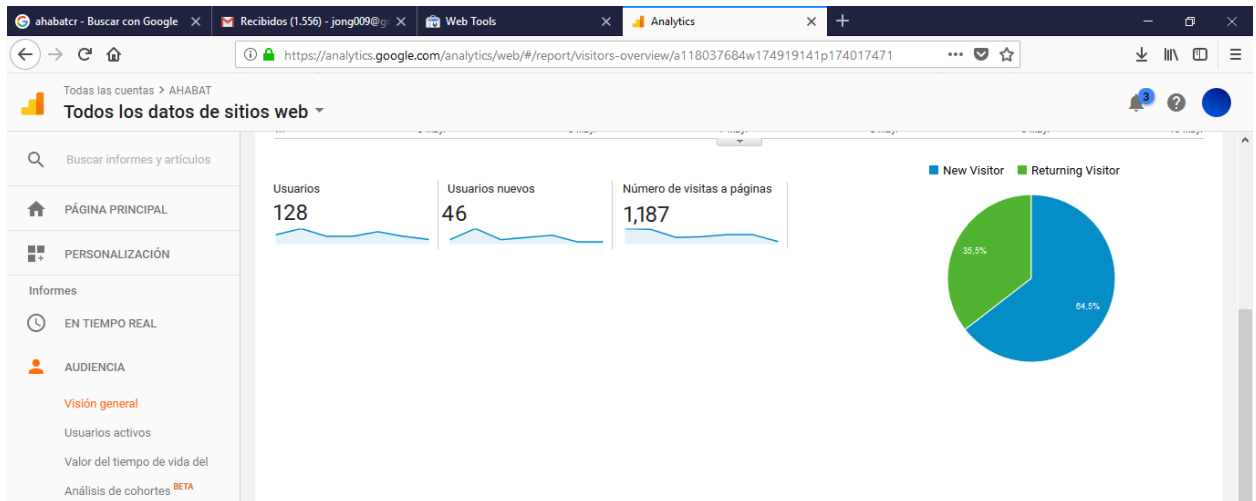 ahabatcr - Buscar con Google
Recibidos (1.556) - jong009@g
Web Tools
Analytics
https://analytics.google.com/analytics/web/#/report/visitors-overview/a118037684w174919141p174017471
Todas las cuentas > AHABAT
Todos los datos de sitios web
3
Buscar informes y artículos
PÁGINA PRINCIPAL
PERSONALIZACIÓN
Informes
EN TIEMPO REAL
AUDIENCIA
Visión general
Usuarios activos
Valor del tiempo de vida del
Análisis de cohortes BETA
Usuarios
128
Usuarios nuevos
46
Número de visitas a páginas
1,187
New Visitor
Returning Visitor
35,5%
64,5%